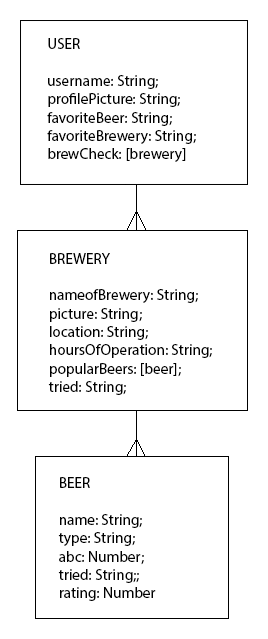 USER
username: String;
profilePicture: String;
favoriteBeer: String;
favoriteBrewery: String;
brewCheck: [brewery]
BREWERY
nameofBrewery: String;
picture: String;
location: String;
hoursOfOperation: String;
popularBeers: [beer];
tried: String;
BEER
name: String;
type: String;
abc: Number;
tried: String;;
rating: Number